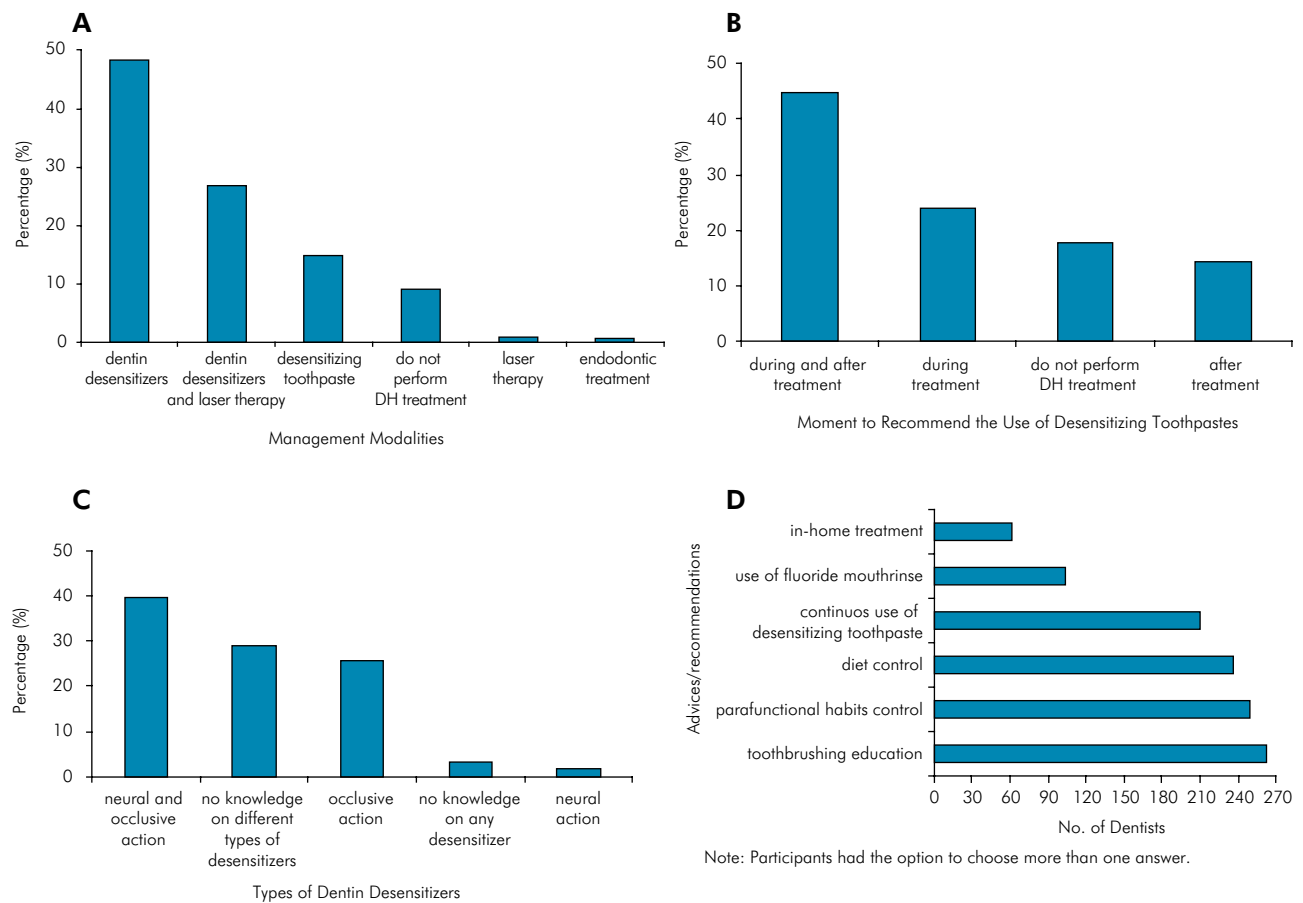 A
Percentage (%)
50
40
30
20
10
0
dentin
desensitizers
dentin
desensitizers
and laser therapy
desensitizing
toothpaste
do not
perform
DH treatment
laser
therapy
endodontic
treatment
Management Modalities
B
Percentage (%)
50
40
30
20
10
0
during and after
treatment
during
treatment
do not perform
DH treatment
after
treatment
Moment to Recommend the Use of Desensitizing Toothpastes
C
Percentage (%)
50
40
30
20
10
0
neural and
occlusive
action
no knowledge
on different
types of
desensitizers
occlusive
action
no knowledge
on any
desensitizer
neural
action
Types of Dentin Desensitizers
D
Advices/recommendations
in-home treatment
use of fluoride mouthrinse
continuos use of
desensitizing toothpaste
diet control
parafunctional habits control
toothbrushing education
0 30 60 90 120 150 180 210 240 270
No. of Dentists
Note: Participants had the option to choose more than one answer.